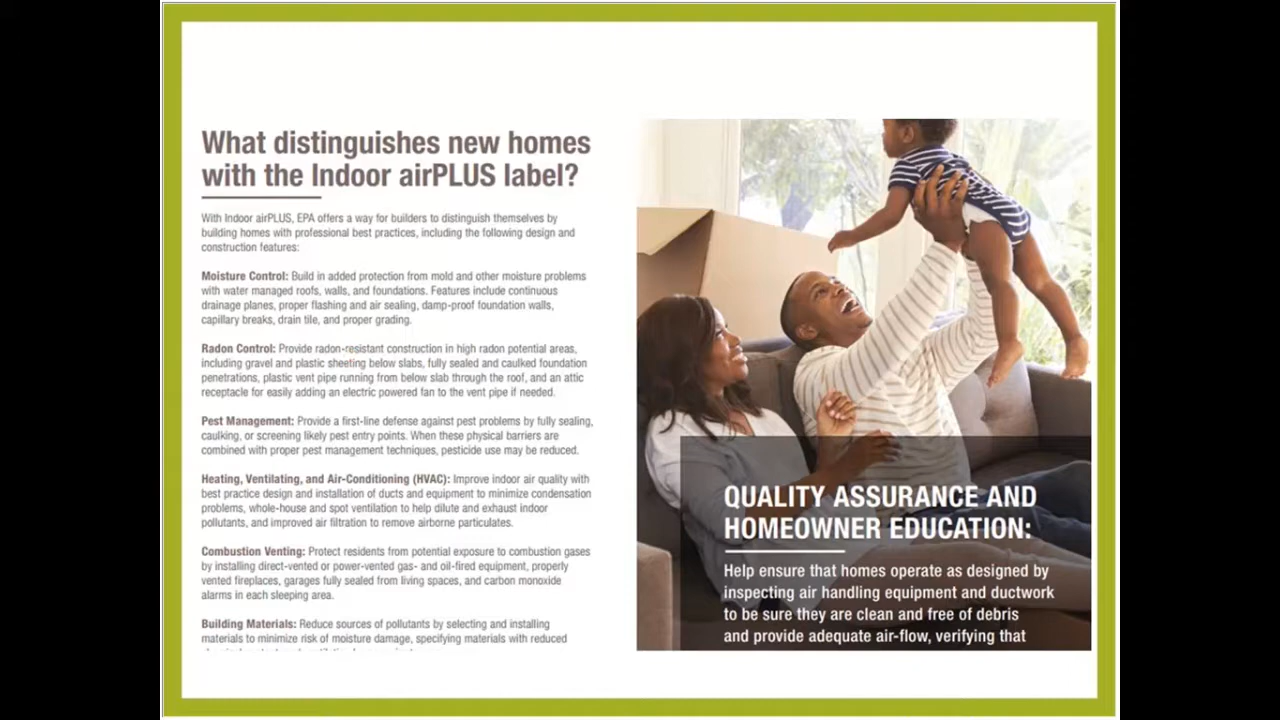 What distinguishes new homes
with the Indoor airPLUS label?
With Indoor airPLUS, EPA offers a way for builders to distinguish themselves by
building homes with professional best practices, including the following design and
construction features:
Moisture Control: Build in added protection from mold and other moisture problems
with water managed roofs, walls, and foundations. Features include continuous
drainage planes, proper flashing and air sealing, damp-proof foundation walls,
capillary breaks, drain tile, and proper grading.
Radon Control: Provide radon-resistant construction in high radon potential areas,
including gravel and plastic sheeting below slabs, fully sealed and caulked foundation
penetrations, plastic vent pipe running from below slab through the roof, and an attic
receptacle for easily adding an electric powered fan to the vent pipe if needed.
Pest Management: Provide a first-line defense against pest problems by fully sealing,
caulking, or screening likely pest entry points. When these physical barriers are
combined with proper pest management techniques, pesticide use may be reduced.
Heating, Ventilating, and Air-Conditioning (HVAC): Improve indoor air quality with
best practice design and installation of ducts and equipment to minimize condensation
problems, whole-house and spot ventilation to help dilute and exhaust indoor
pollutants, and improved air filtration to remove airborne particulates.
Combustion Venting: Protect residents from potential exposure to combustion gases
by installing direct-vented or power-vented gas- and oil-fired equipment, properly
vented fireplaces, garages fully sealed from living spaces, and carbon monoxide
alarms in each sleeping area.
Building Materials: Reduce sources of pollutants by selecting and installing
materials to minimize risk of moisture damage, specifying materials with reduced
QUALITY ASSURANCE AND
HOMEOWNER EDUCATION:
Help ensure that homes operate as designed by
inspecting air handling equipment and ductwork
to be sure they are clean and free of debris
and provide adequate air-flow, verifying that